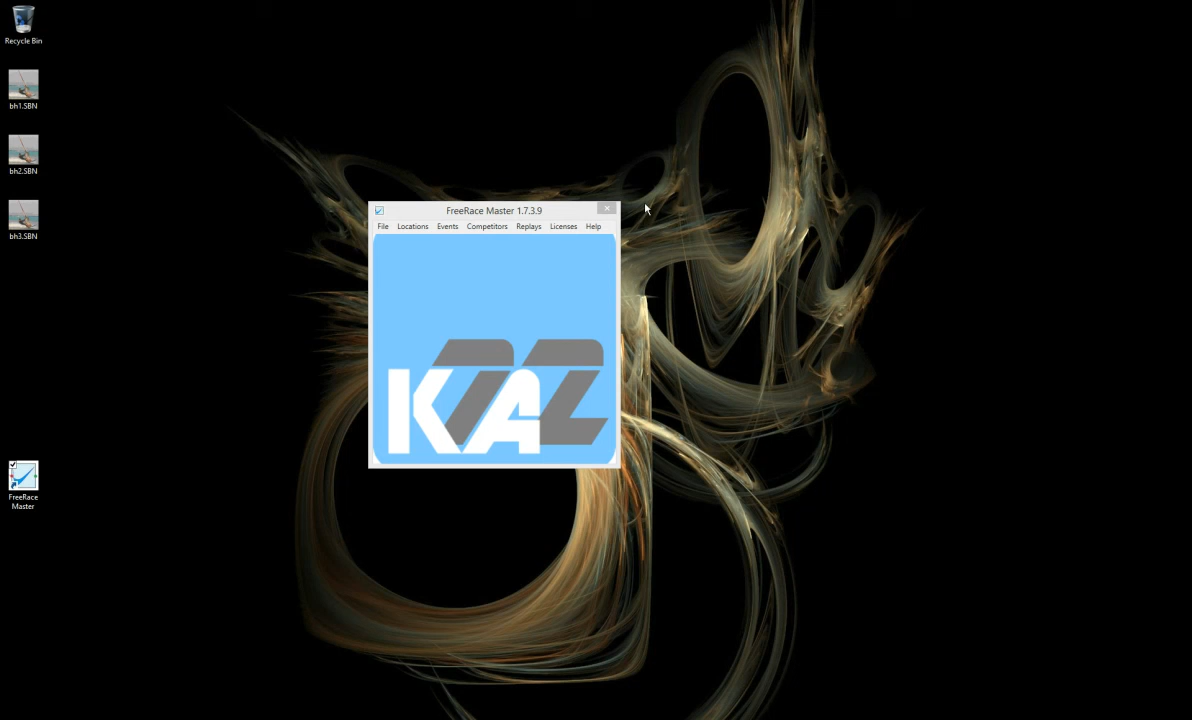 Recycle Bin
bh1.SBN
bh2.SBN
bh3.SBN
FreeRace
Master
FreeRace Master 1.7.3.9
File Locations Events Competitors Replays Licenses Help
KA72